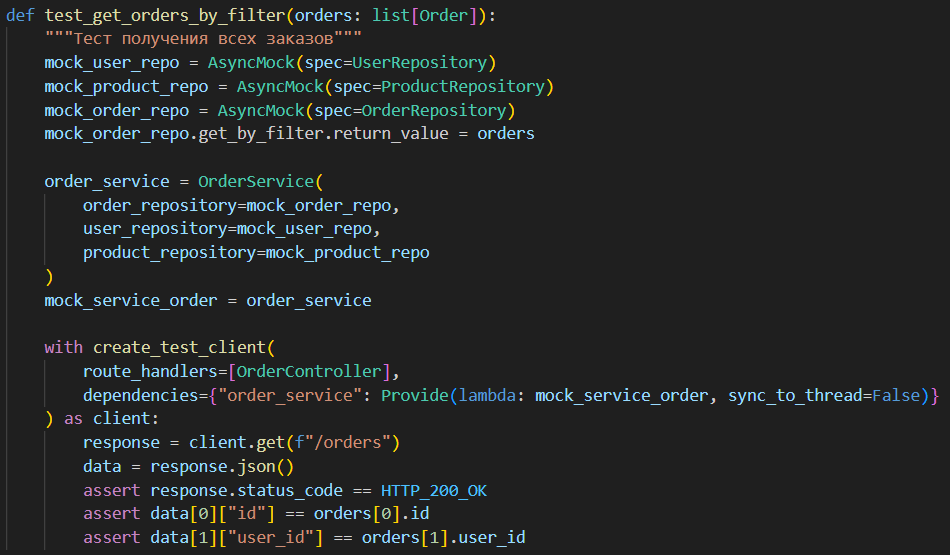 def test_get_orders_by_filter(orders: list[Order]):
    """Тест получения всех заказов"""
    mock_user_repo = AsyncMock(spec=UserRepository)
    mock_product_repo = AsyncMock(spec=ProductRepository)
    mock_order_repo = AsyncMock(spec=OrderRepository)
    mock_order_repo.get_by_filter.return_value = orders

    order_service = OrderService(
        order_repository=mock_order_repo,
        user_repository=mock_user_repo,
        product_repository=mock_product_repo
    )
    mock_service_order = order_service

    with create_test_client(
        route_handlers=[OrderController],
        dependencies={"order_service": Provide(lambda: mock_service_order, sync_to_thread=False)}
    ) as client:
        response = client.get(f"/orders")
        data = response.json()
        assert response.status_code == HTTP_200_OK
        assert data[0]["id"] == orders[0].id
        assert data[1]["user_id"] == orders[1].user_id